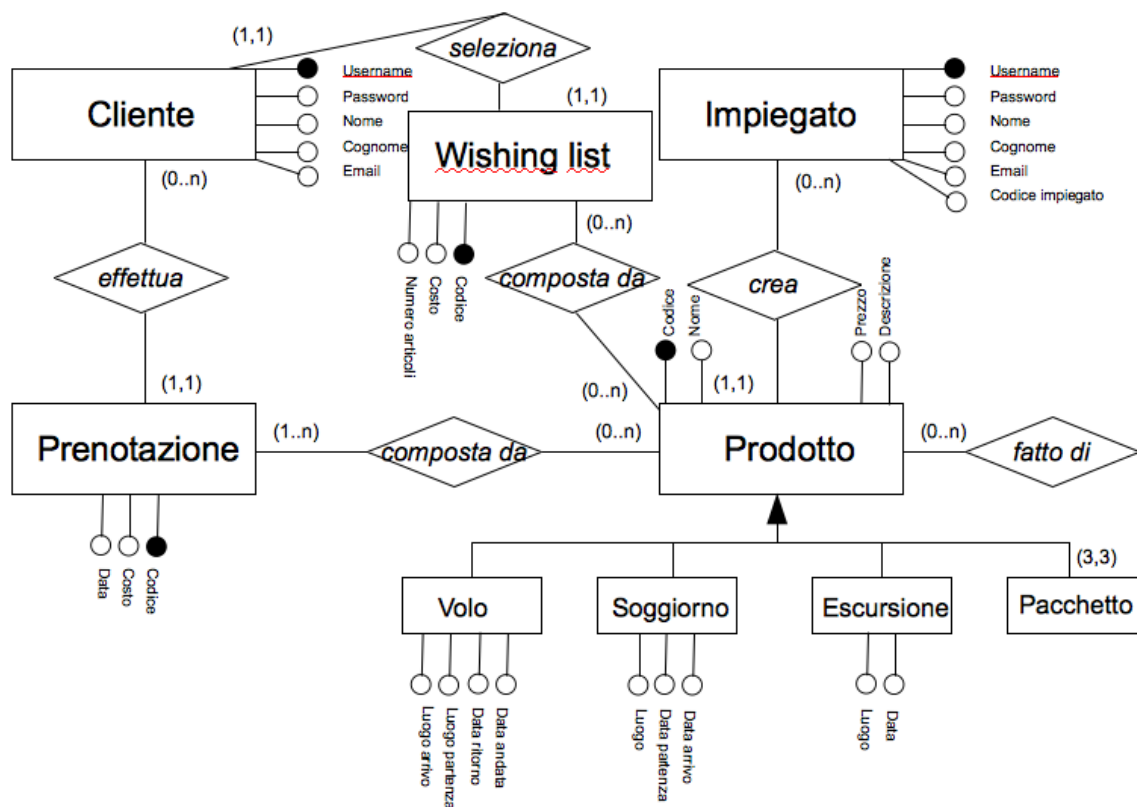 (1,1)
seleziona
Cliente
Username
Password
Nome
Cognome
Email
(1,1)
Wishing list
Impiegato
Username
Password
Nome
Cognome
Email
Codice impiegato
(0..n)
(0..n)
(0..n)
effettua
Numero articoli
Costo
Codice
composta da
crea
Codice
Nome
Prezzo
Descrizione
(1,1)
(0..n)
(1,1)
Prenotazione
(1..n)
composta da
(0..n)
Prodotto
(0..n)
fatto di
Data
Costo
Codice
(3,3)
Volo
Soggiorno
Escursione
Pacchetto
Luogo arrivo
Luogo partenza
Data ritorno
Data andata
Luogo
Data partenza
Data arrivo
Luogo
Data